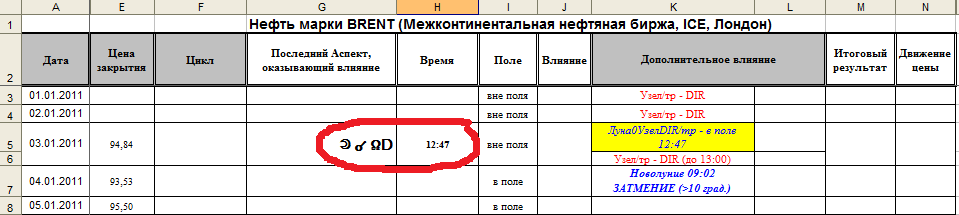 A E F G H I J K L M N
1 Нефть марки BRENT (Межконтинентальная нефтяная биржа, ICE, Лондон)
2 Дата Цена закрытия Цикл Последний Аспект, оказывающий влияние Время Поле Влияние Дополнительное влияние Итоговый результат Движение цены
3 01.01.2011 вне поля Узел/тр - DIR
4 02.01.2011 вне поля Узел/тр - DIR
5 03.01.2011 94,84 ☽ ☌ ☊D 12:47 вне поля Луна0УзелDIR/тр - в поле 12:47
6 Узел/тр - DIR (до 13:00)
7 04.01.2011 93,53 в поле Новолуние 09:02 ЗАТМЕНИЕ (>10 град.)
8 05.01.2011 95,50 в поле